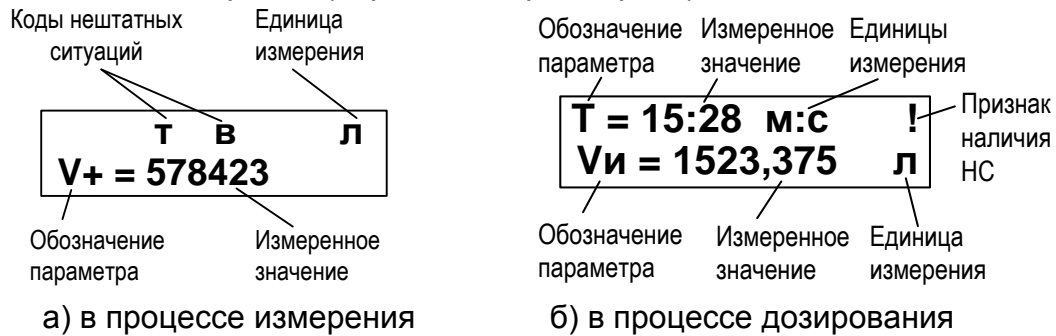 Коды нештатных
ситуаций
Единица
измерения
т в л
V+ = 578423
Обозначение
параметра
Измеренное
значение
а) в процессе измерения
Обозначение
параметра
Измеренное
значение
Единицы
измерения
T = 15:28 м:с !
Vи = 1523,375 л
Признак
наличия
НС
Обозначение
параметра
Измеренное
значение
Единица
измерения
б) в процессе дозирования